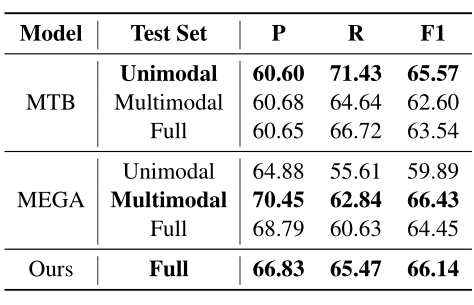 Model Test Set P R F1
Unimodal 60.60 71.43 65.57
MTB Multimodal 60.68 64.64 62.60
Full 60.65 66.72 63.54
Unimodal 64.88 55.61 59.89
MEGA Multimodal 70.45 62.84 66.43
Full 68.79 60.63 64.45
Ours Full 66.83 65.47 66.14